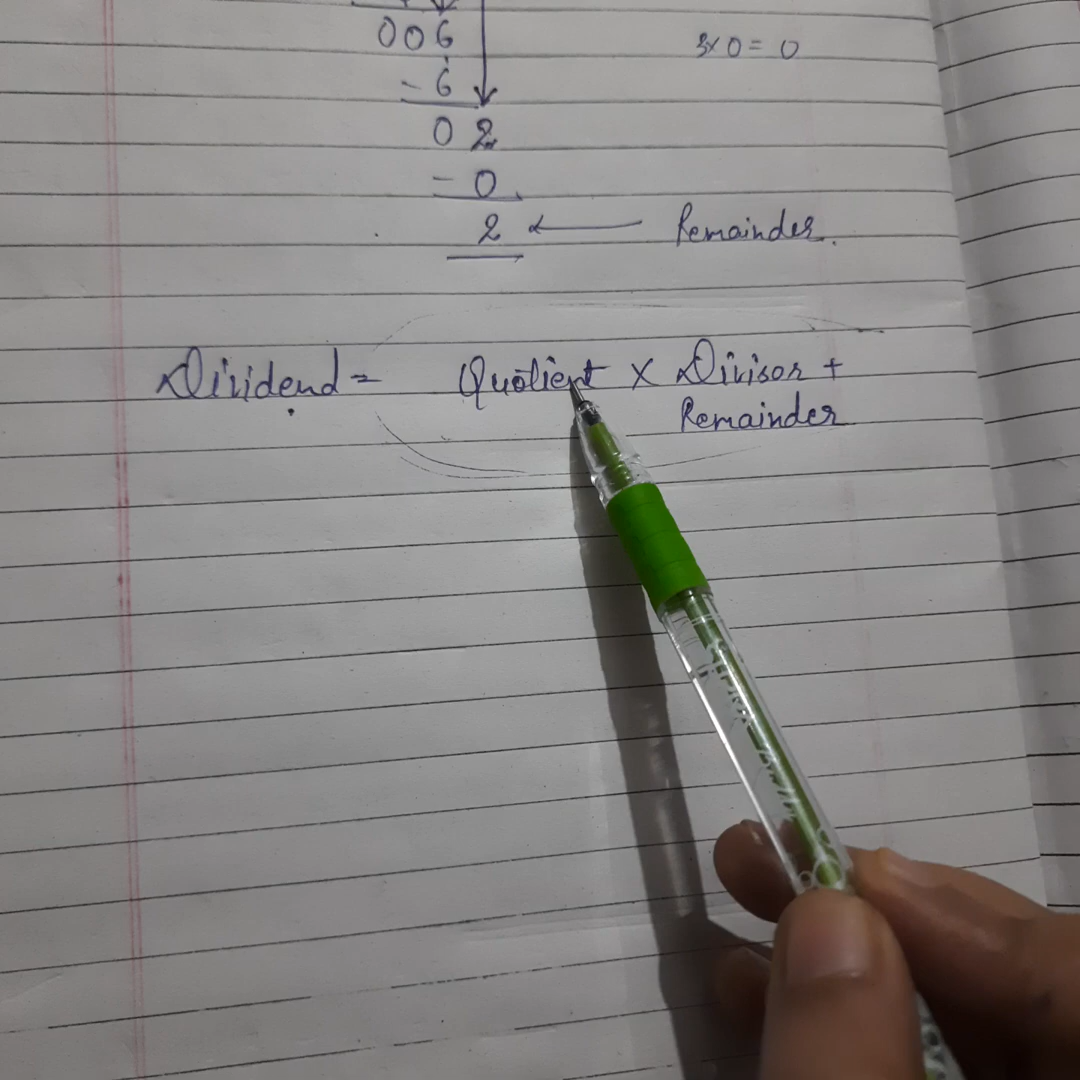 006
3×0 = 0
- 6
02
- 0
2 ← Remainder.
Dividend = Quotient × Divisor +
Remainder